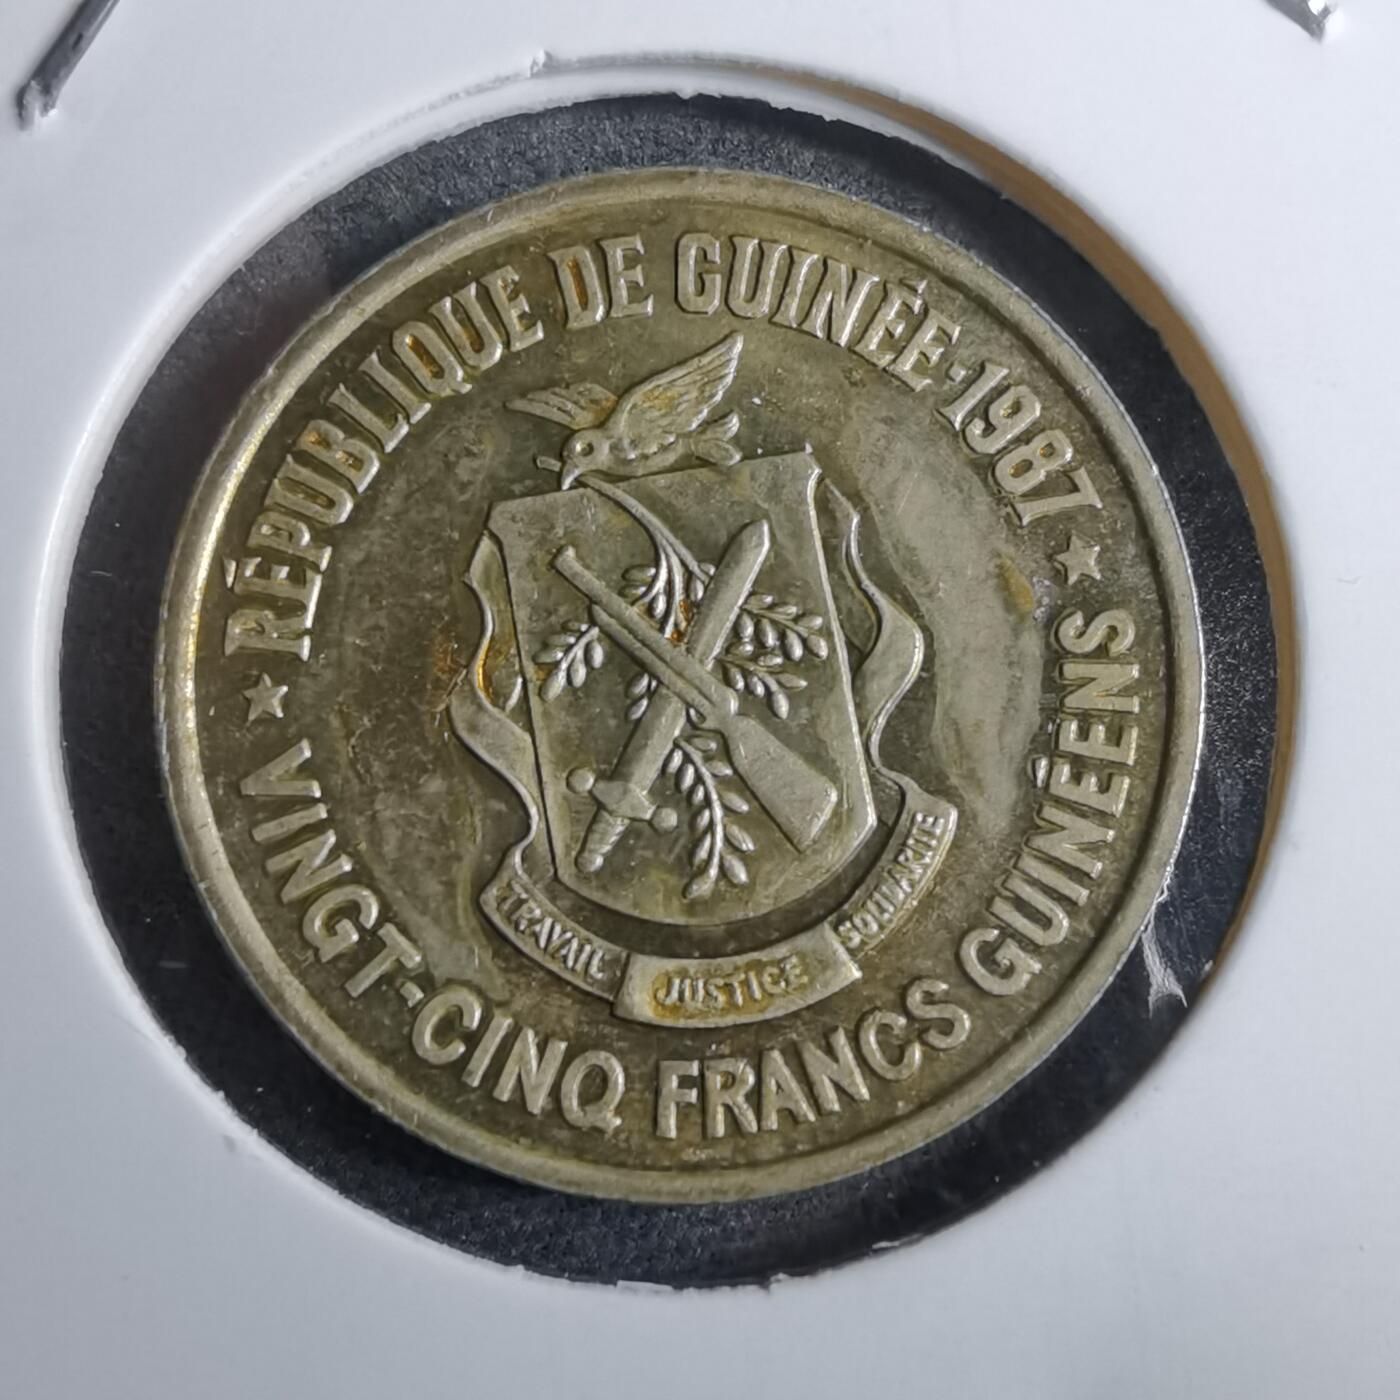 RÉPUBLIQUE DE GUINÉE·1987
TRAVAIL JUSTICE SOLIDARITE
VINGT-CINQ FRANCS GUINÉENS